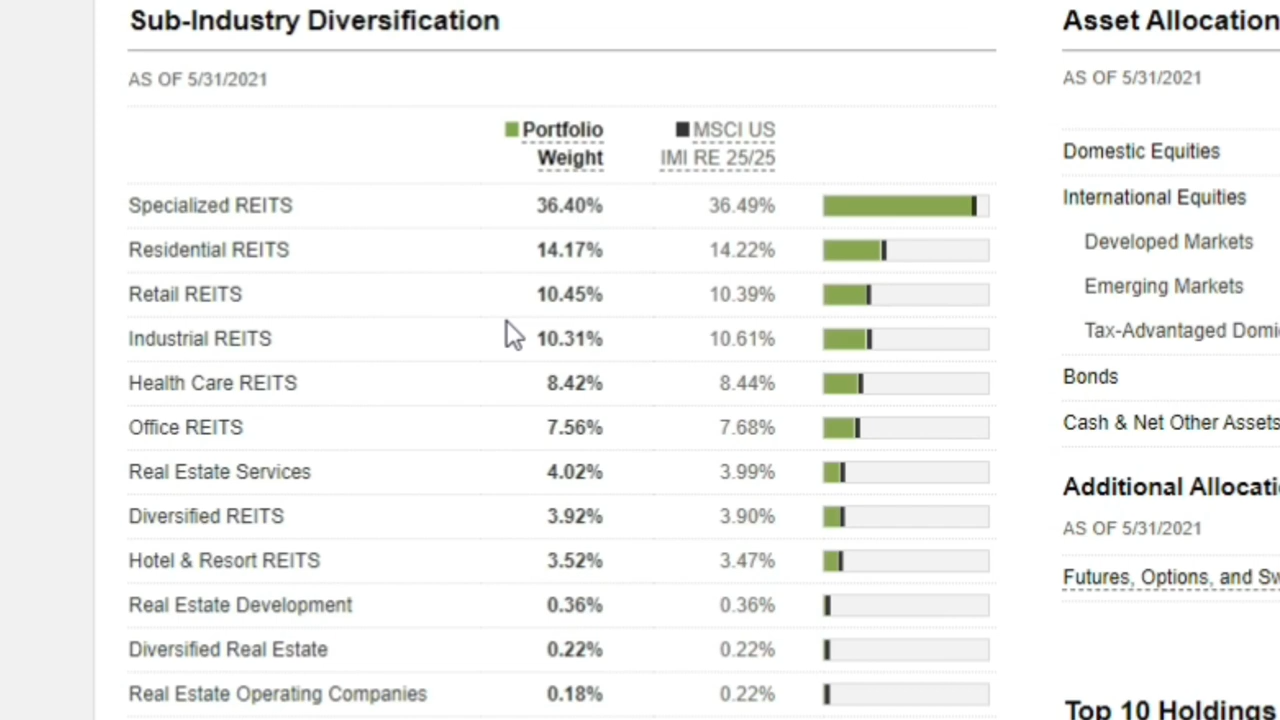 Sub-Industry Diversification
AS OF 5/31/2021
Portfolio Weight MSCI US IMI RE 25/25
Specialized REITS 36.40% 36.49%
Residential REITS 14.17% 14.22%
Retail REITS 10.45% 10.39%
Industrial REITS 10.31% 10.61%
Health Care REITS 8.42% 8.44%
Office REITS 7.56% 7.68%
Real Estate Services 4.02% 3.99%
Diversified REITS 3.92% 3.90%
Hotel & Resort REITS 3.52% 3.47%
Real Estate Development 0.36% 0.36%
Diversified Real Estate 0.22% 0.22%
Real Estate Operating Companies 0.18% 0.22%
Asset Allocation
AS OF 5/31/2021
Domestic Equities
International Equities
Developed Markets
Emerging Markets
Tax-Advantaged
Bonds
Cash & Net Other Assets
Additional
AS OF 5/31/2021
Futures, Options, and
Top 10 Holdings